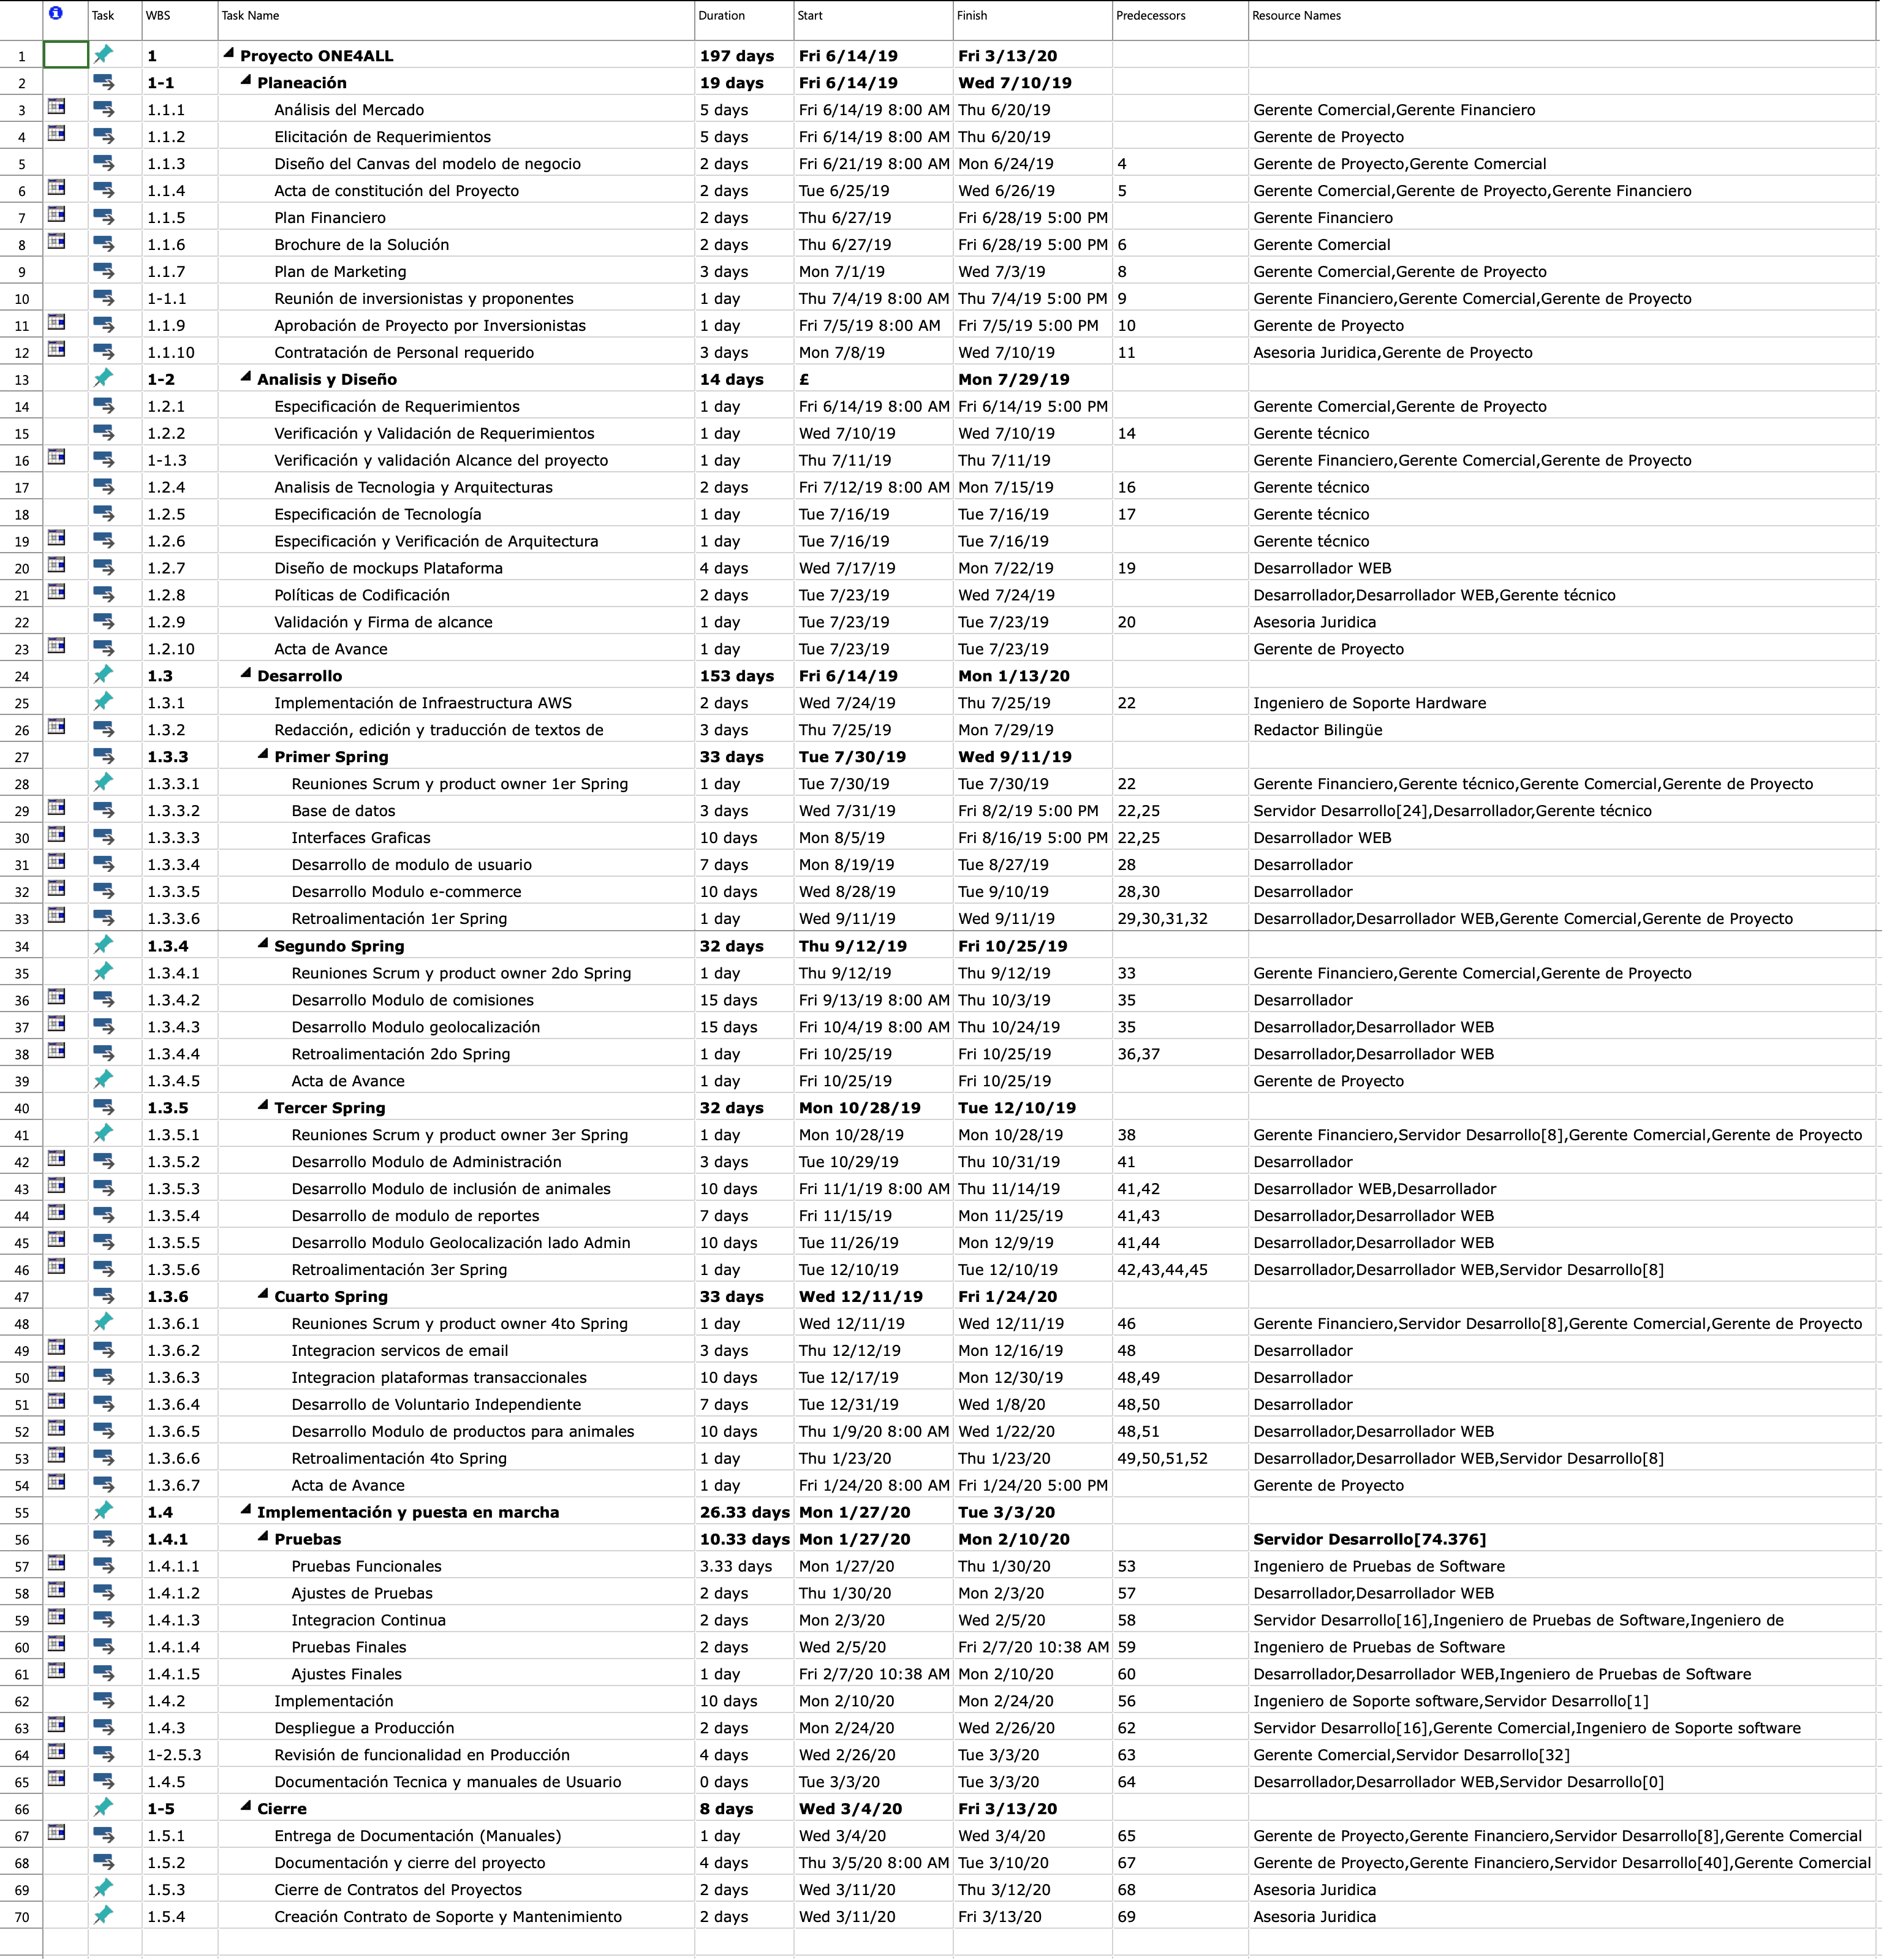 Task WBS Task Name Duration Start Finish Predecessors Resource Names
1 1 Proyecto ONE4ALL 197 days Fri 6/14/19 Fri 3/13/20
2 1-1 Planeación 19 days Fri 6/14/19 Wed 7/10/19
3 1.1.1 Análisis del Mercado 5 days Fri 6/14/19 8:00 AM Thu 6/20/19 Gerente Comercial,Gerente Financiero
4 1.1.2 Elicitación de Requerimientos 5 days Fri 6/14/19 8:00 AM Thu 6/20/19 Gerente de Proyecto
5 1.1.3 Diseño del Canvas del modelo de negocio 2 days Fri 6/21/19 8:00 AM Mon 6/24/19 4 Gerente de Proyecto,Gerente Comercial
6 1.1.4 Acta de constitución del Proyecto 2 days Tue 6/25/19 Wed 6/26/19 5 Gerente Comercial,Gerente de Proyecto,Gerente Financiero
7 1.1.5 Plan Financiero 2 days Thu 6/27/19 Fri 6/28/19 5:00 PM Gerente Financiero
8 1.1.6 Brochure de la Solución 2 days Thu 6/27/19 Fri 6/28/19 5:00 PM 6 Gerente Comercial
9 1.1.7 Plan de Marketing 3 days Mon 7/1/19 Wed 7/3/19 8 Gerente Comercial,Gerente de Proyecto
10 1-1.1 Reunión de inversionistas y proponentes 1 day Thu 7/4/19 8:00 AM Thu 7/4/19 5:00 PM 9 Gerente Financiero,Gerente Comercial,Gerente de Proyecto
11 1.1.9 Aprobación de Proyecto por Inversionistas 1 day Fri 7/5/19 8:00 AM Fri 7/5/19 5:00 PM 10 Gerente de Proyecto
12 1.1.10 Contratación de Personal requerido 3 days Mon 7/8/19 Wed 7/10/19 11 Asesoria Juridica,Gerente de Proyecto
13 1-2 Analisis y Diseño 14 days £ Mon 7/29/19
14 1.2.1 Especificación de Requerimientos 1 day Fri 6/14/19 8:00 AM Fri 6/14/19 5:00 PM Gerente Comercial,Gerente de Proyecto
15 1.2.2 Verificación y Validación de Requerimientos 1 day Wed 7/10/19 Wed 7/10/19 14 Gerente técnico
16 1-1.3 Verificación y validación Alcance del proyecto 1 day Thu 7/11/19 Thu 7/11/19 Gerente Financiero,Gerente Comercial,Gerente de Proyecto
17 1.2.4 Analisis de Tecnologia y Arquitecturas 2 days Fri 7/12/19 8:00 AM Mon 7/15/19 16 Gerente técnico
18 1.2.5 Especificación de Tecnología 1 day Tue 7/16/19 Tue 7/16/19 17 Gerente técnico
19 1.2.6 Especificación y Verificación de Arquitectura 1 day Tue 7/16/19 Tue 7/16/19 Gerente técnico
20 1.2.7 Diseño de mockups Plataforma 4 days Wed 7/17/19 Mon 7/22/19 19 Desarrollador WEB
21 1.2.8 Políticas de Codificación 2 days Tue 7/23/19 Wed 7/24/19 Desarrollador,Desarrollador WEB,Gerente técnico
22 1.2.9 Validación y Firma de alcance 1 day Tue 7/23/19 Tue 7/23/19 20 Asesoria Juridica
23 1.2.10 Acta de Avance 1 day Tue 7/23/19 Tue 7/23/19 Gerente de Proyecto
24 1.3 Desarrollo 153 days Fri 6/14/19 Mon 1/13/20
25 1.3.1 Implementación de Infraestructura AWS 2 days Wed 7/24/19 Thu 7/25/19 22 Ingeniero de Soporte Hardware
26 1.3.2 Redacción, edición y traducción de textos de 3 days Thu 7/25/19 Mon 7/29/19 Redactor Bilingüe
27 1.3.3 Primer Spring 33 days Tue 7/30/19 Wed 9/11/19
28 1.3.3.1 Reuniones Scrum y product owner 1er Spring 1 day Tue 7/30/19 Tue 7/30/19 22 Gerente Financiero,Gerente técnico,Gerente Comercial,Gerente de Proyecto
29 1.3.3.2 Base de datos 3 days Wed 7/31/19 Fri 8/2/19 5:00 PM 22,25 Servidor Desarrollo[24],Desarrollador,Gerente técnico
30 1.3.3.3 Interfaces Graficas 10 days Mon 8/5/19 Fri 8/16/19 5:00 PM 22,25 Desarrollador WEB
31 1.3.3.4 Desarrollo de modulo de usuario 7 days Mon 8/19/19 Tue 8/27/19 28 Desarrollador
32 1.3.3.5 Desarrollo Modulo e-commerce 10 days Wed 8/28/19 Tue 9/10/19 28,30 Desarrollador
33 1.3.3.6 Retroalimentación 1er Spring 1 day Wed 9/11/19 Wed 9/11/19 29,30,31,32 Desarrollador,Desarrollador WEB,Gerente Comercial,Gerente de Proyecto
34 1.3.4 Segundo Spring 32 days Thu 9/12/19 Fri 10/25/19
35 1.3.4.1 Reuniones Scrum y product owner 2do Spring 1 day Thu 9/12/19 Thu 9/12/19 33 Gerente Financiero,Gerente Comercial,Gerente de Proyecto
36 1.3.4.2 Desarrollo Modulo de comisiones 15 days Fri 9/13/19 8:00 AM Thu 10/3/19 35 Desarrollador
37 1.3.4.3 Desarrollo Modulo geolocalización 15 days Fri 10/4/19 8:00 AM Thu 10/24/19 35 Desarrollador,Desarrollador WEB
38 1.3.4.4 Retroalimentación 2do Spring 1 day Fri 10/25/19 Fri 10/25/19 36,37 Desarrollador,Desarrollador WEB
39 1.3.4.5 Acta de Avance 1 day Fri 10/25/19 Fri 10/25/19 Gerente de Proyecto
40 1.3.5 Tercer Spring 32 days Mon 10/28/19 Tue 12/10/19
41 1.3.5.1 Reuniones Scrum y product owner 3er Spring 1 day Mon 10/28/19 Mon 10/28/19 38 Gerente Financiero,Servidor Desarrollo[8],Gerente Comercial,Gerente de Proyecto
42 1.3.5.2 Desarrollo Modulo de Administración 3 days Tue 10/29/19 Thu 10/31/19 41 Desarrollador
43 1.3.5.3 Desarrollo Modulo de inclusión de animales 10 days Fri 11/1/19 8:00 AM Thu 11/14/19 41,42 Desarrollador WEB,Desarrollador
44 1.3.5.4 Desarrollo de modulo de reportes 7 days Fri 11/15/19 Mon 11/25/19 41,43 Desarrollador,Desarrollador WEB
45 1.3.5.5 Desarrollo Modulo Geolocalización lado Admin 10 days Tue 11/26/19 Mon 12/9/19 41,44 Desarrollador,Desarrollador WEB
46 1.3.5.6 Retroalimentación 3er Spring 1 day Tue 12/10/19 Tue 12/10/19 42,43,44,45 Desarrollador,Desarrollador WEB,Servidor Desarrollo[8]
47 1.3.6 Cuarto Spring 33 days Wed 12/11/19 Fri 1/24/20
48 1.3.6.1 Reuniones Scrum y product owner 4to Spring 1 day Wed 12/11/19 Wed 12/11/19 46 Gerente Financiero,Servidor Desarrollo[8],Gerente Comercial,Gerente de Proyecto
49 1.3.6.2 Integracion servicos de email 3 days Thu 12/12/19 Mon 12/16/19 48 Desarrollador
50 1.3.6.3 Integracion plataformas transaccionales 10 days Tue 12/17/19 Mon 12/30/19 48,49 Desarrollador
51 1.3.6.4 Desarrollo de Voluntario Independiente 7 days Tue 12/31/19 Wed 1/8/20 48,50 Desarrollador
52 1.3.6.5 Desarrollo Modulo de productos para animales 10 days Thu 1/9/20 8:00 AM Wed 1/22/20 48,51 Desarrollador,Desarrollador WEB
53 1.3.6.6 Retroalimentación 4to Spring 1 day Thu 1/23/20 Thu 1/23/20 49,50,51,52 Desarrollador,Desarrollador WEB,Servidor Desarrollo[8]
54 1.3.6.7 Acta de Avance 1 day Fri 1/24/20 8:00 AM Fri 1/24/20 5:00 PM Gerente de Proyecto
55 1.4 Implementación y puesta en marcha 26.33 days Mon 1/27/20 Tue 3/3/20
56 1.4.1 Pruebas 10.33 days Mon 1/27/20 Mon 2/10/20 Servidor Desarrollo[74.376]
57 1.4.1.1 Pruebas Funcionales 3.33 days Mon 1/27/20 Thu 1/30/20 53 Ingeniero de Pruebas de Software
58 1.4.1.2 Ajustes de Pruebas 2 days Thu 1/30/20 Mon 2/3/20 57 Desarrollador,Desarrollador WEB
59 1.4.1.3 Integracion Continua 2 days Mon 2/3/20 Wed 2/5/20 58 Servidor Desarrollo[16],Ingeniero de Pruebas de Software,Ingeniero de
60 1.4.1.4 Pruebas Finales 2 days Wed 2/5/20 Fri 2/7/20 10:38 AM 59 Ingeniero de Pruebas de Software
61 1.4.1.5 Ajustes Finales 1 day Fri 2/7/20 10:38 AM Mon 2/10/20 60 Desarrollador,Desarrollador WEB,Ingeniero de Pruebas de Software
62 1.4.2 Implementación 10 days Mon 2/10/20 Mon 2/24/20 56 Ingeniero de Soporte software,Servidor Desarrollo[1]
63 1.4.3 Despliegue a Producción 2 days Mon 2/24/20 Wed 2/26/20 62 Servidor Desarrollo[16],Gerente Comercial,Ingeniero de Soporte software
64 1-2.5.3 Revisión de funcionalidad en Producción 4 days Wed 2/26/20 Tue 3/3/20 63 Gerente Comercial,Servidor Desarrollo[32]
65 1.4.5 Documentación Tecnica y manuales de Usuario 0 days Tue 3/3/20 Tue 3/3/20 64 Desarrollador,Desarrollador WEB,Servidor Desarrollo[0]
66 1-5 Cierre 8 days Wed 3/4/20 Fri 3/13/20
67 1.5.1 Entrega de Documentación (Manuales) 1 day Wed 3/4/20 Wed 3/4/20 65 Gerente de Proyecto,Gerente Financiero,Servidor Desarrollo[8],Gerente Comercial
68 1.5.2 Documentación y cierre del proyecto 4 days Thu 3/5/20 8:00 AM Tue 3/10/20 67 Gerente de Proyecto,Gerente Financiero,Servidor Desarrollo[40],Gerente Comercial
69 1.5.3 Cierre de Contratos del Proyectos 2 days Wed 3/11/20 Thu 3/12/20 68 Asesoria Juridica
70 1.5.4 Creación Contrato de Soporte y Mantenimiento 2 days Wed 3/11/20 Fri 3/13/20 69 Asesoria Juridica